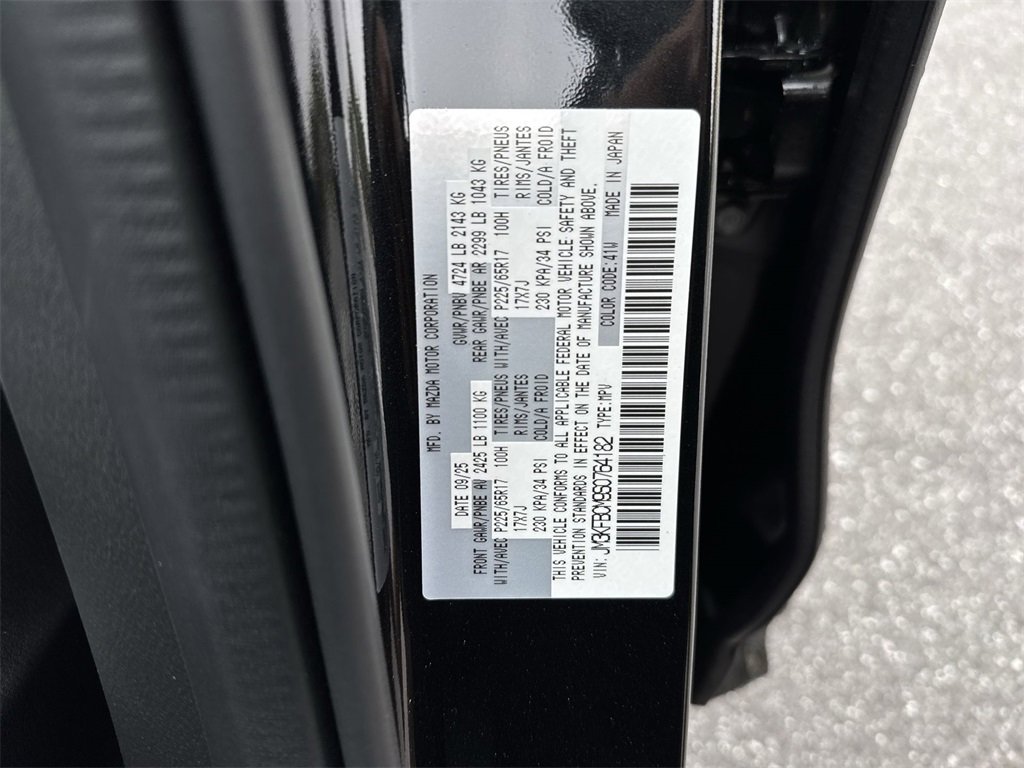 MFD. BY MAZDA MOTOR CORPORATION
DATE 09/25 GVWR/PNBV 4724 LB 2143 KG
FRONT GAWR/PNBE AV 2425 LB 1100 KG REAR GAWR/PNBE AR 2299 LB 1043 KG
WITH/AVEC P225/65R17 100H TIRES/PNEUS WITH/AVEC P225/65R17 100H TIRES/PNEUS
17X7J RIMS/JANTES 17X7J RIMS/JANTES
230 KPA/34 PSI COLD/A FROID 230 KPA/34 PSI COLD/A FROID
THIS VEHICLE CONFORMS TO ALL APPLICABLE FEDERAL MOTOR VEHICLE SAFETY AND THEFT
PREVENTION STANDARDS IN EFFECT ON THE DATE OF MANUFACTURE SHOWN ABOVE.
VIN: JM3KFBCM9S0764182 TYPE:MPV COLOR CODE:41W MADE IN JAPAN